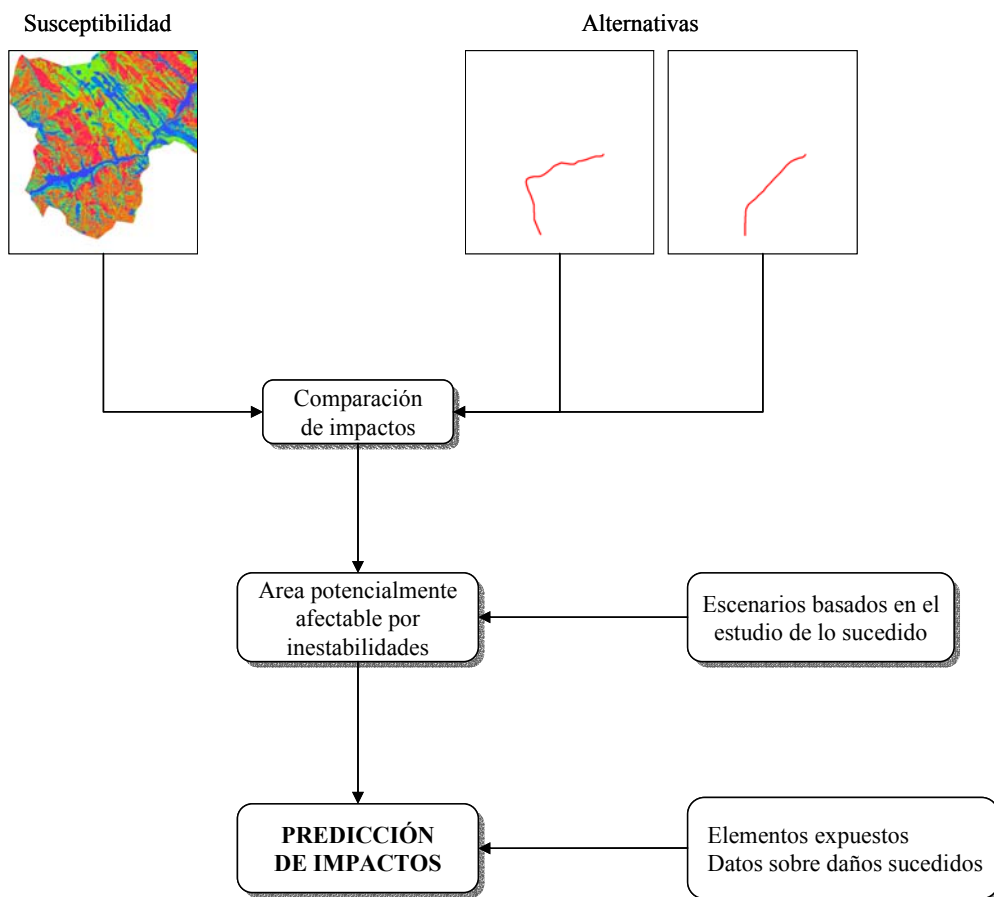 Susceptibilidad
Alternativas
Comparación
de impactos
Area potencialmente
afectable por
inestabilidades
Escenarios basados en el
estudio de lo sucedido
PREDICCIÓN
DE IMPACTOS
Elementos expuestos
Datos sobre daños sucedidos